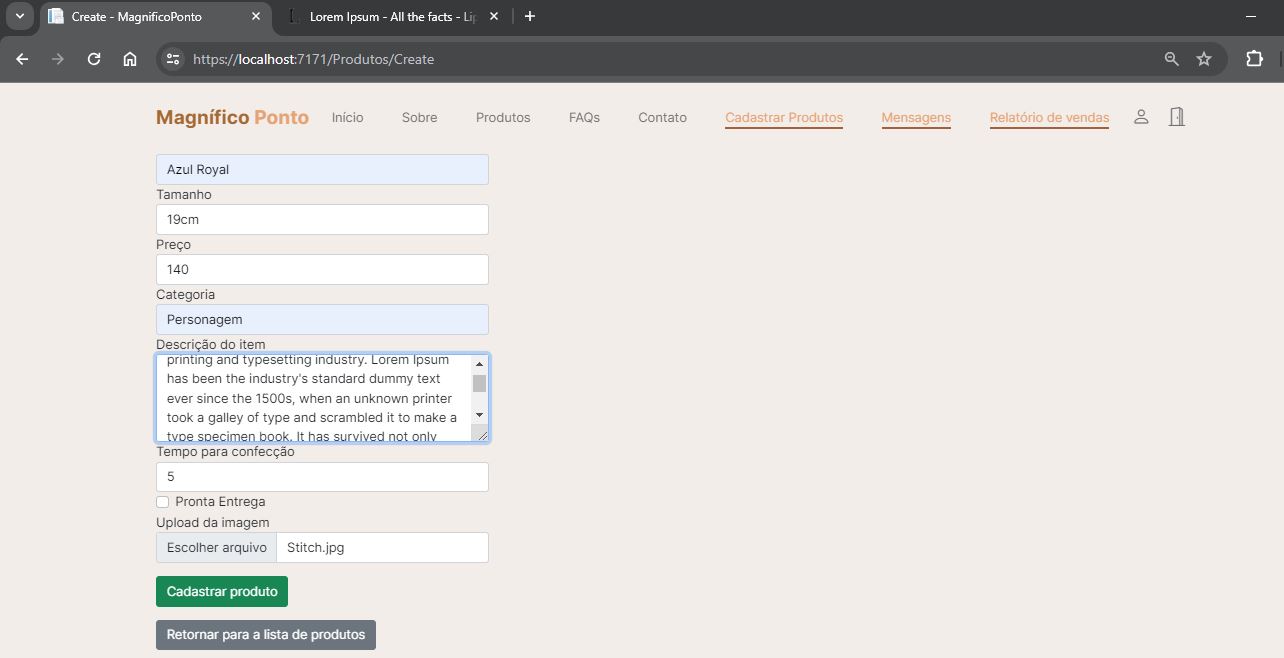 Create - MagnificoPonto
Lorem Ipsum - All the facts - Lip
https://localhost:7171/Produtos/Create
Magnífico Ponto
Início
Sobre
Produtos
FAQs
Contato
Cadastrar Produtos
Mensagens
Relatório de vendas
Azul Royal
Tamanho
19cm
Preço
140
Categoria
Personagem
Descrição do item
printing and typesetting industry. Lorem Ipsum
has been the industry's standard dummy text
ever since the 1500s, when an unknown printer
took a galley of type and scrambled it to make a
type specimen book. It has survived not only
Tempo para confecção
5
Pronta Entrega
Upload da imagem
Escolher arquivo
Stitch.jpg
Cadastrar produto
Retornar para a lista de produtos